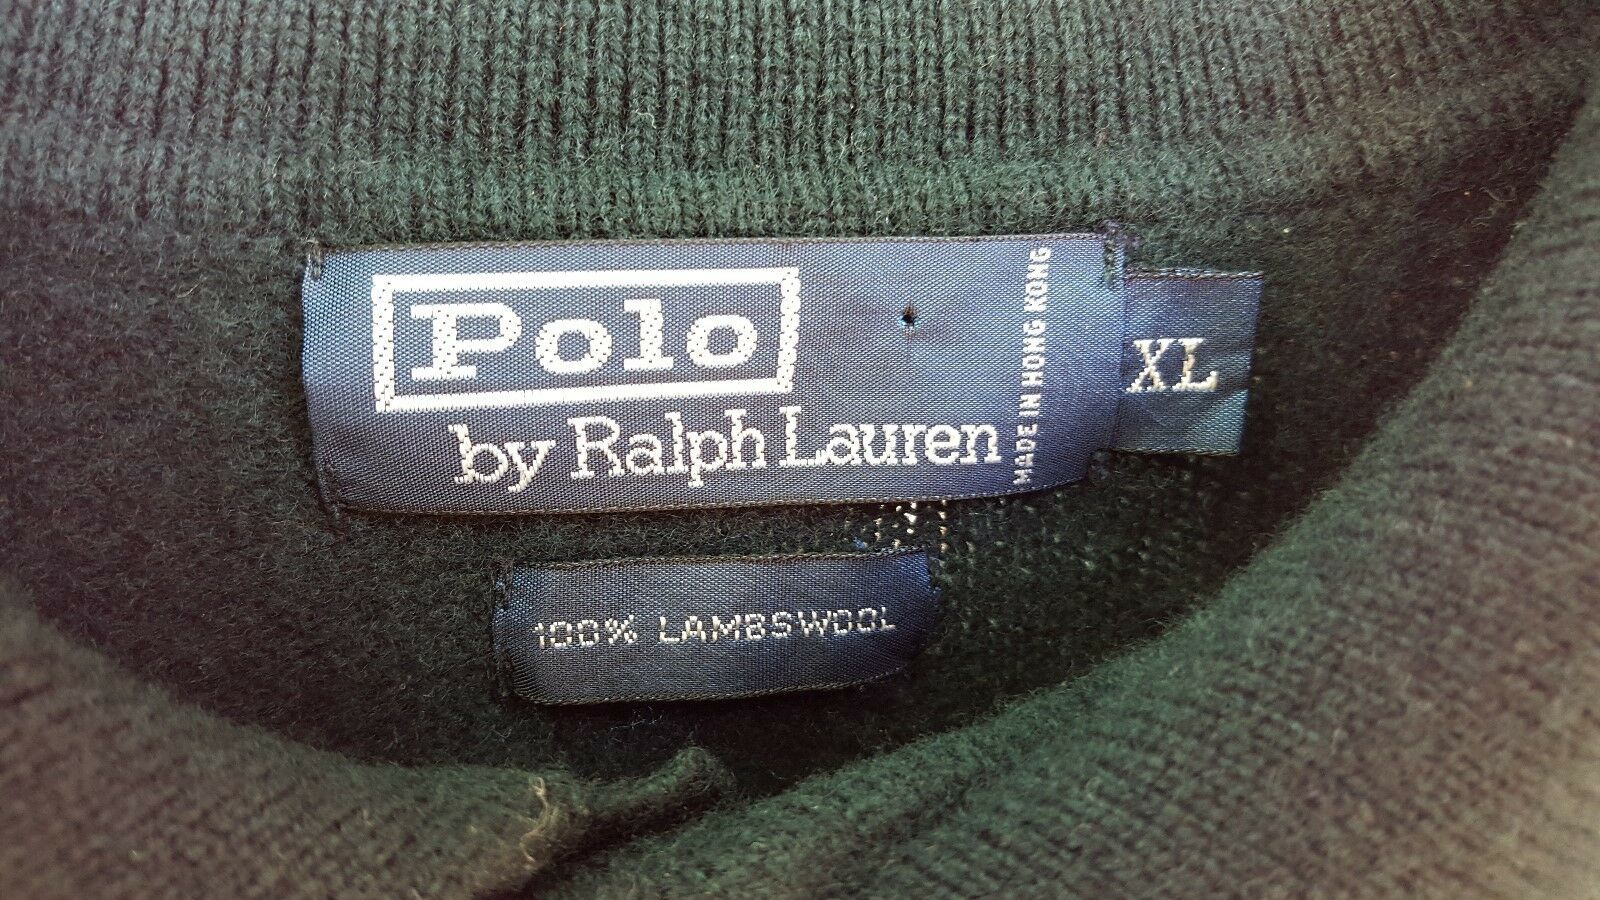 Polo
by Ralph Lauren
MADE IN HONG KONG
XL
100% LAMBSWOOL